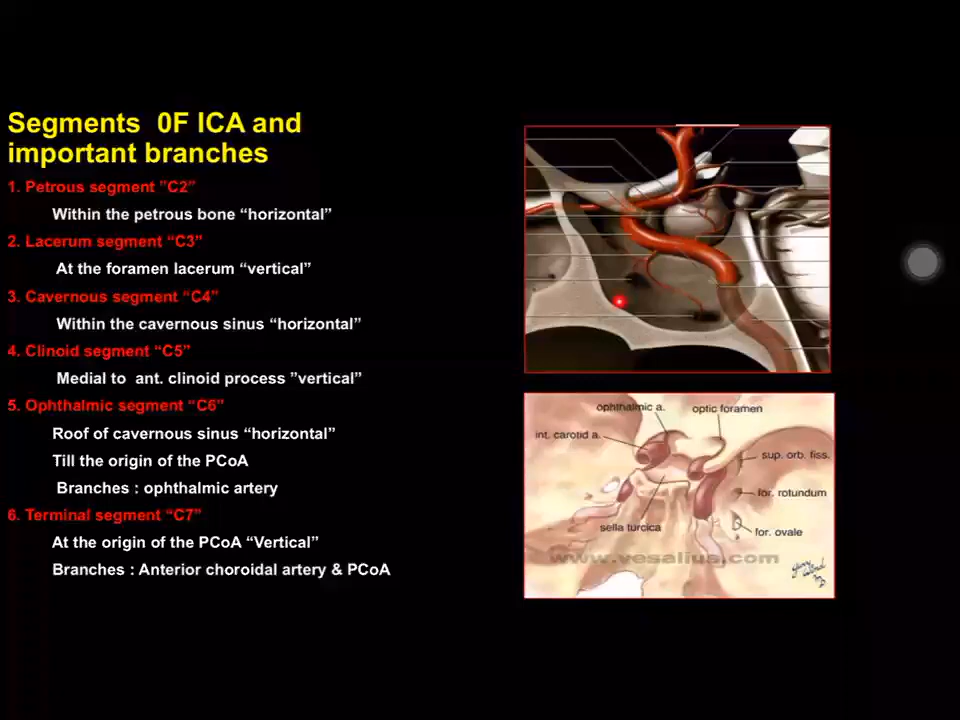 Segments  0F ICA and
important branches
1. Petrous segment ”C2”
Within the petrous bone “horizontal”
2. Lacerum segment “C3”
At the foramen lacerum “vertical”
3. Cavernous segment “C4”
Within the cavernous sinus “horizontal”
4. Clinoid segment “C5”
Medial to  ant. clinoid process ”vertical”
5. Ophthalmic segment “C6”
Roof of cavernous sinus “horizontal”
Till the origin of the PCoA
Branches : ophthalmic artery
6. Terminal segment “C7”
At the origin of the PCoA “Vertical”
Branches : Anterior choroidal artery & PCoA
ophthalmic a.
optic foramen
int. carotid a.
sup. orb. fiss.
for. rotundum
sella turcica
for. ovale
www.vesalius.com